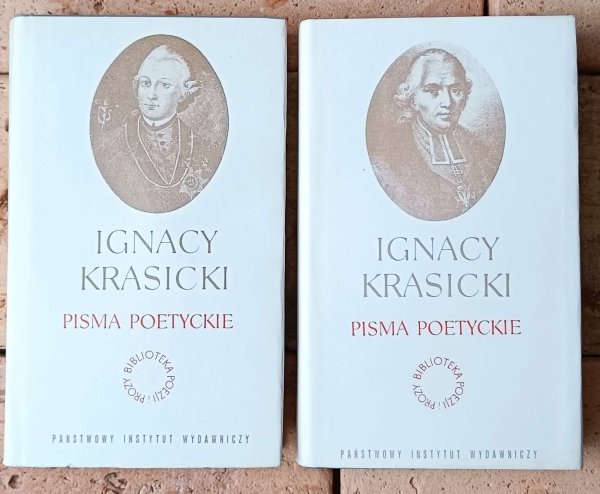 IGNACY
KRASICKI
PISMA POETYCKIE
BIBLIOTEKA POEZJI i PROZY
PAŃSTWOWY INSTYTUT WYDAWNICZY
IGNACY
KRASICKI
PISMA POETYCKIE
BIBLIOTEKA POEZJI i PROZY
PAŃSTWOWY INSTYTUT WYDAWNICZY